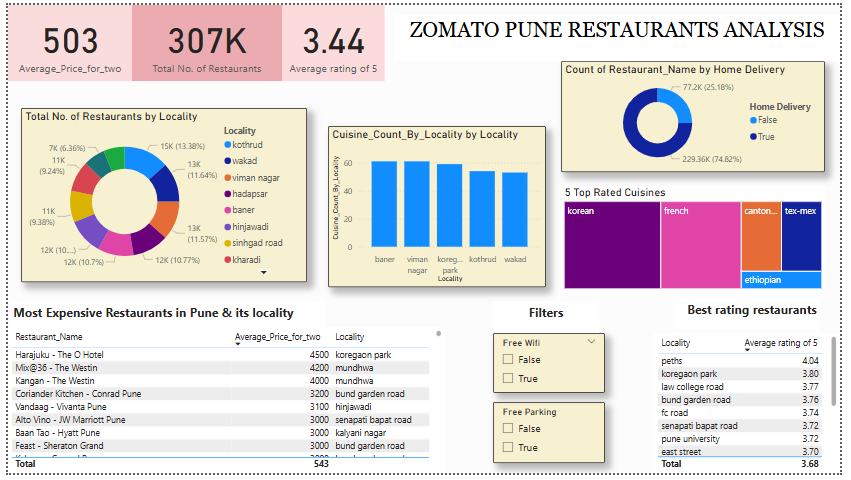 503
Average_Price_for_two
307K
Total No. of Restaurants
3.44
Average rating of 5
ZOMATO PUNE RESTAURANTS ANALYSIS
Total No. of Restaurants by Locality
7K (6.36%)
11K
(9.24%)
11K
(9.38%)
12K (10....)
12K (10.7%)
12K (10.77%)
13K
(11.57%)
13K
(11.64%)
15K (13.38%)
Locality
kothrud
wakad
viman nagar
hadapsar
baner
hinjawadi
sinhgad road
kharadi
Cuisine_Count_By_Locality by Locality
Cuisine_Count_By_Locality
60
40
20
0
baner
viman
nagar
koreg...
park
kothrud
wakad
Locality
Count of Restaurant_Name by Home Delivery
77.2K (25.18%)
229.36K (74.82%)
Home Delivery
False
True
5 Top Rated Cuisines
korean
french
canton...
tex-mex
ethiopian
Most Expensive Restaurants in Pune & its locality
Restaurant_Name Average_Price_for_two Locality
Harajuku - The O Hotel 4500 koregaon park
Mix@36 - The Westin 4200 mundhwa
Kangan - The Westin 4000 mundhwa
Coriander Kitchen - Conrad Pune 3200 bund garden road
Vandaag - Vivanta Pune 3100 hinjawadi
Alto Vino - JW Marriott Pune 3000 senapati bapat road
Baan Tao - Hyatt Pune 3000 kalyani nagar
Feast - Sheraton Grand 3000 bund garden road
Total 543
Filters
Free Wifi
False
True
Free Parking
False
True
Best rating restaurants
Locality Average rating of 5
peths 4.04
koregaon park 3.80
law college road 3.77
bund garden road 3.76
fc road 3.74
senapati bapat road 3.72
pune university 3.72
east street 3.70
Total 3.68